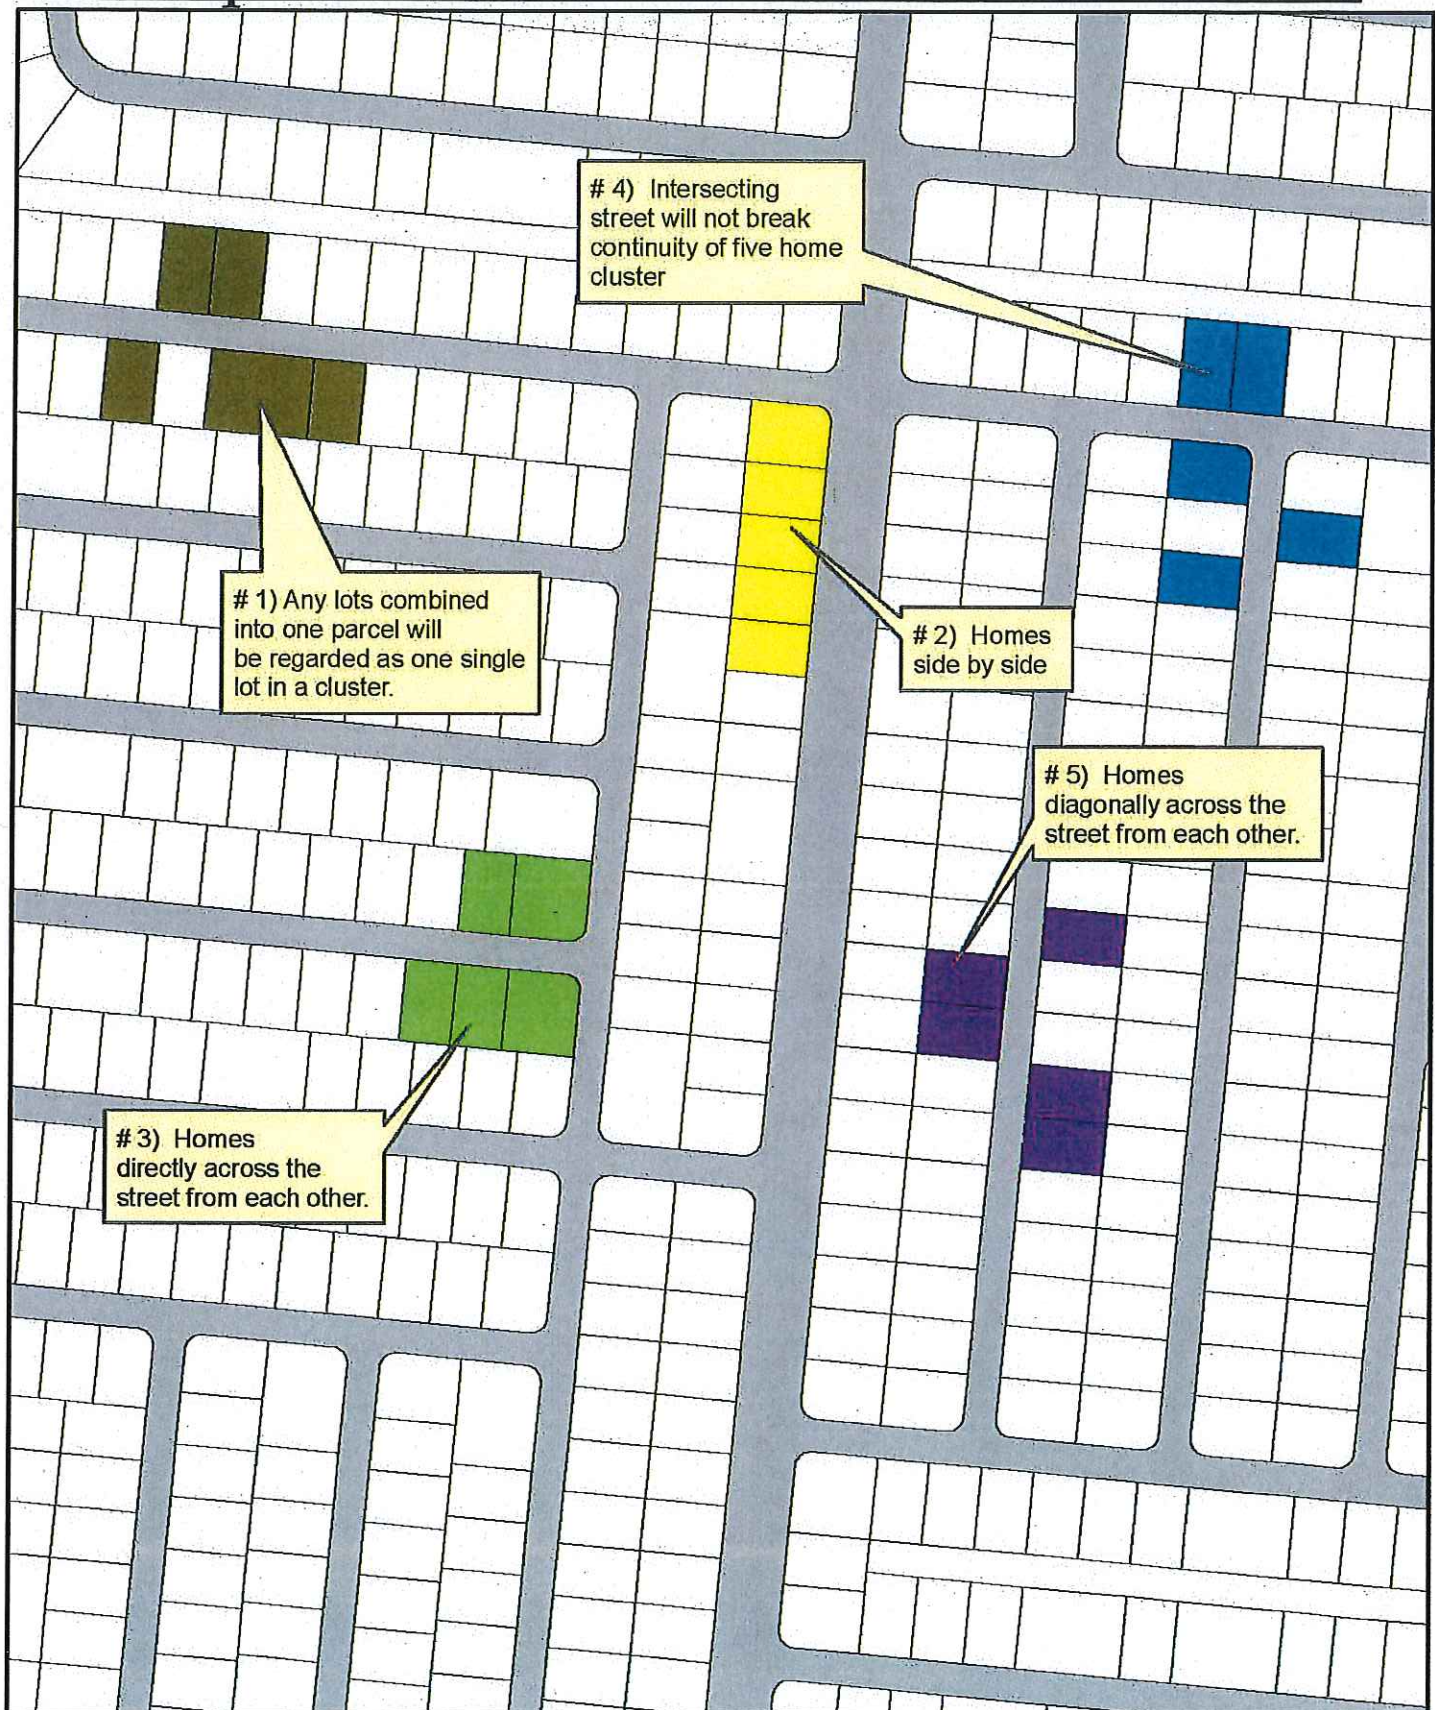 # 4) Intersecting
street will not break
continuity of five home
cluster
# 1) Any lots combined
into one parcel will
be regarded as one single
lot in a cluster.
# 2) Homes
side by side
# 5) Homes
diagonally across the
street from each other.
# 3) Homes
directly across the
street from each other.